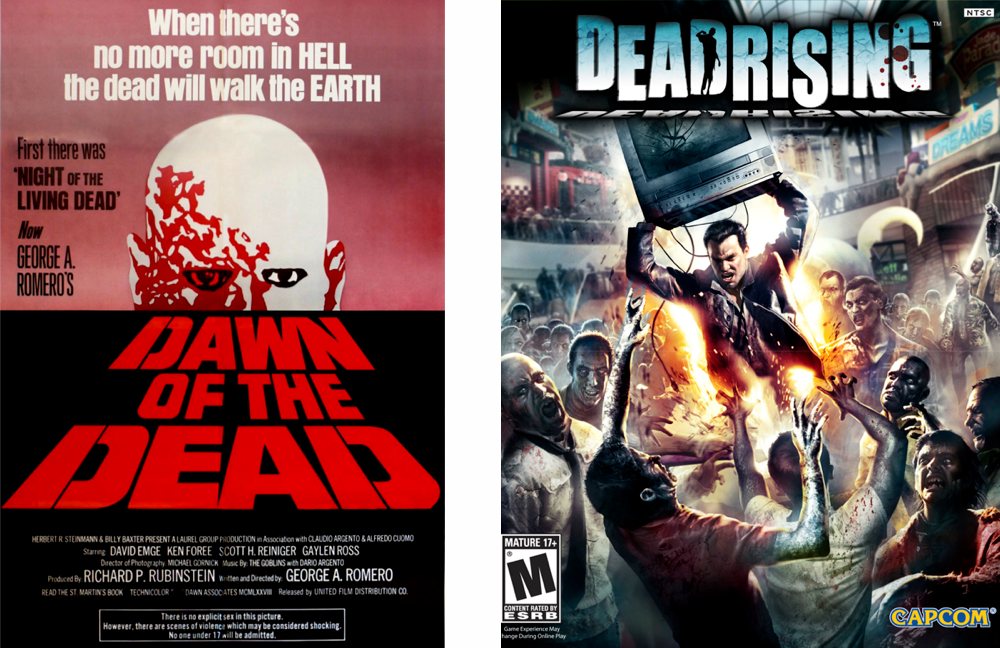 When there's
no more room in HELL
the dead will walk the EARTH
First there was
'NIGHT OF THE
LIVING DEAD'
Now
GEORGE A.
ROMERO'S
DAWN
OF THE
DEAD
HERBERT R. STEINMANN & BILLY BAXTER PRESENT A LAUREL GROUP PRODUCTION in Association with CLAUDIO ARGENTO & ALFREDO CUOMO
Starring DAVID EMGE KEN FOREE SCOTT H. REINIGER GAYLEN ROSS
Director of Photography MICHAEL GORNICK Music By: THE GOBLINS with DARIO ARGENTO
Produced By RICHARD P. RUBINSTEIN Written and Directed by GEORGE A. ROMERO
READ THE ST. MARTIN'S BOOK TECHNICOLOR DAWN ASSOCIATES MCMLXXVIII Released by UNITED FILM DISTRIBUTION CO.
There is no explicit sex in this picture.
However, there are scenes of violence which may be considered shocking.
No one under 17 will be admitted.
NTSC
DEADRISING™
DREAMS
MATURE 17+
M®
CONTENT RATED BY
ESRB
Game Experience May
hange During Online Play
CAPCOM®